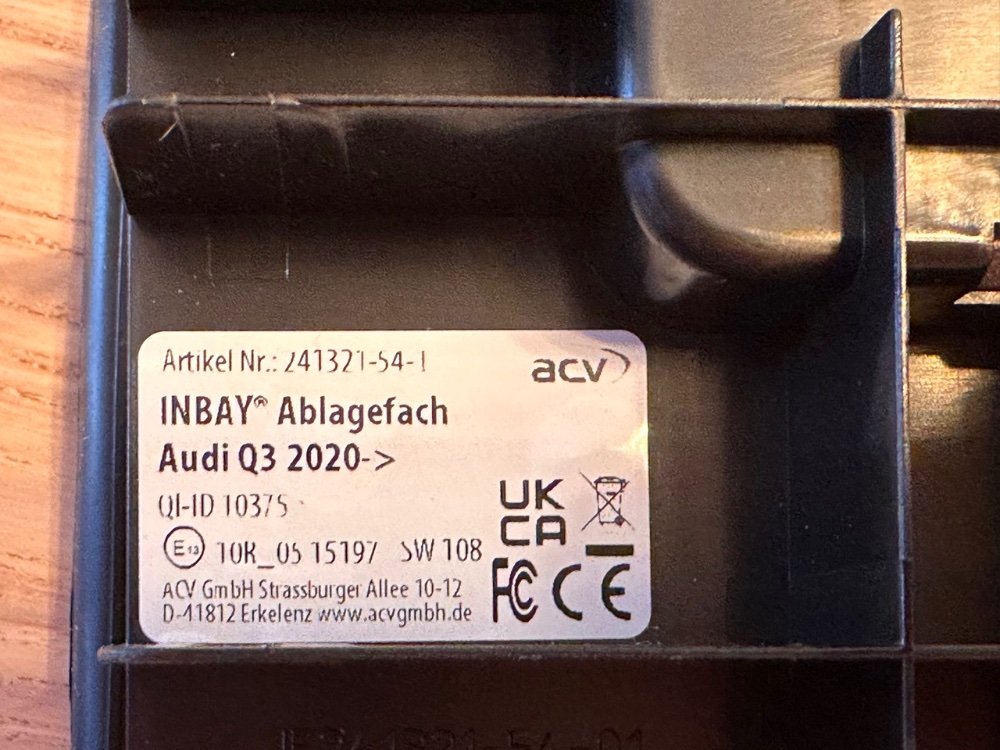 Artikel Nr.: 241321-54-1
acv
INBAY® Ablagefach
Audi Q3 2020->
QI-ID 10375
UK
CA
E13 10R_05 15197 SW 108
FC CE
ACV GmbH Strassburger Allee 10-12
D-41812 Erkelenz www.acvgmbh.de